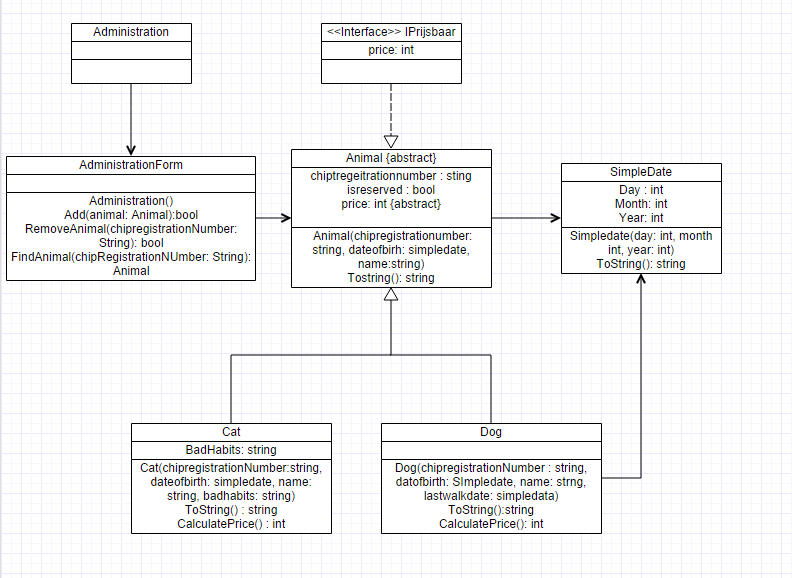 Administration
<<Interface>> IPrijsbaar
price: int
AdministrationForm
Administration()
Add(animal: Animal):bool
RemoveAnimal(chipregistrationNumber:
String): bool
FindAnimal(chipRegistrationNUmber: String):
Animal
Animal {abstract}
chiptregeitrationnumber : sting
isreserved : bool
price: int {abstract}
Animal(chipregistrationumber:
string, dateofbirh: simpledate,
name:string)
Tostring(): string
SimpleDate
Day : int
Month: int
Year: int
Simpledate(day: int, month
int, year: int)
ToString(): string
Cat
BadHabits: string
Cat(chipregistrationNumber:string,
dateofbirth: simpledate, name:
string, badhabits: string)
ToString() : string
CalculatePrice() : int
Dog
Dog(chipregistrationNumber : string,
datofbirth: SImpledate, name: strng,
lastwalkdate: simpledata)
ToString():string
CalculatePrice(): int